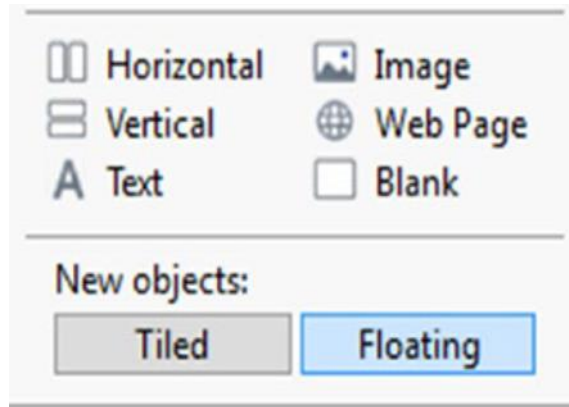 Horizontal Image
Vertical Web Page
Text Blank
New objects:
Tiled Floating